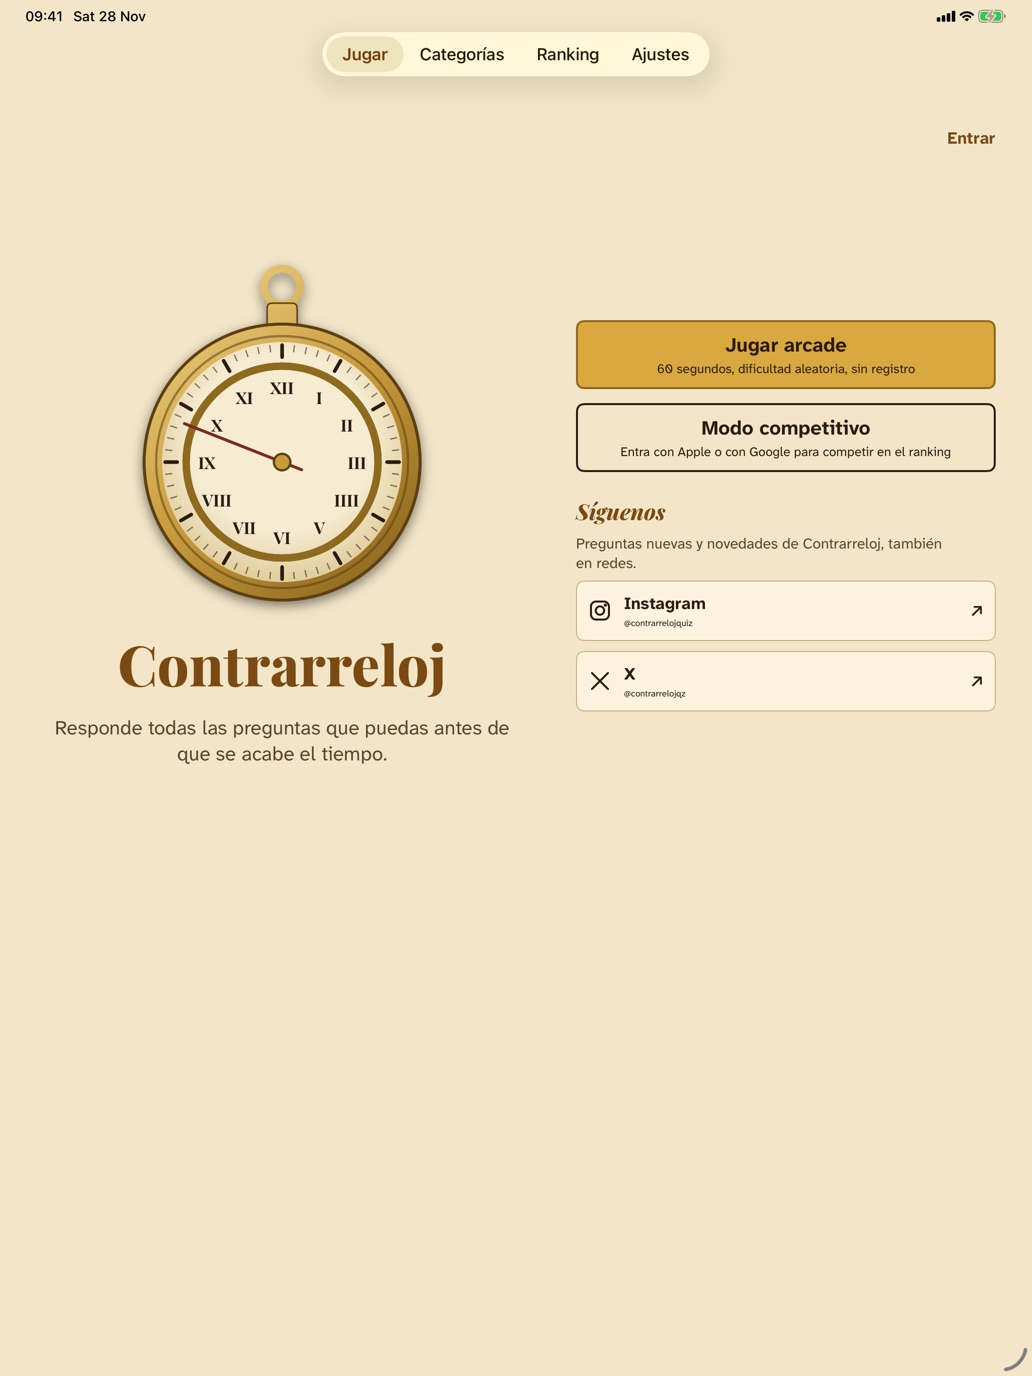 09:41 Sat 28 Nov
Jugar Categorías Ranking Ajustes
Entrar
XII
I
II
III
IIII
V
VI
VII
VIII
IX
X
XI
Contrarreloj
Responde todas las preguntas que puedas antes de
que se acabe el tiempo.
Jugar arcade
60 segundos, dificultad aleatoria, sin registro
Modo competitivo
Entra con Apple o con Google para competir en el ranking
Síguenos
Preguntas nuevas y novedades de Contrarreloj, también
en redes.
Instagram
@contrarrelojquiz
X
@contrarrelojqz